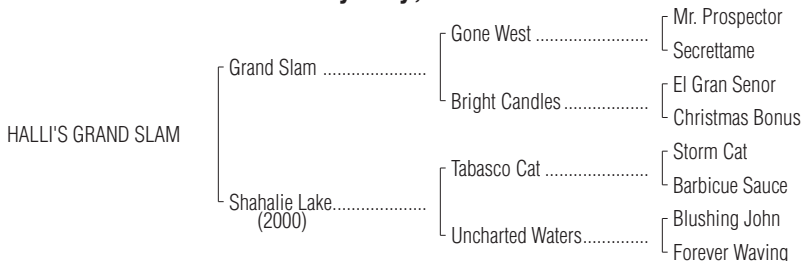 Mr. Prospector
Gone West ........................
Secrettame
Grand Slam ......................
El Gran Senor
Bright Candles ..................
Christmas Bonus
HALLI'S GRAND SLAM
Storm Cat
Tabasco Cat ......................
Barbicue Sauce
Shahalie Lake....................
(2000)
Blushing John
Uncharted Waters..............
Forever Waving